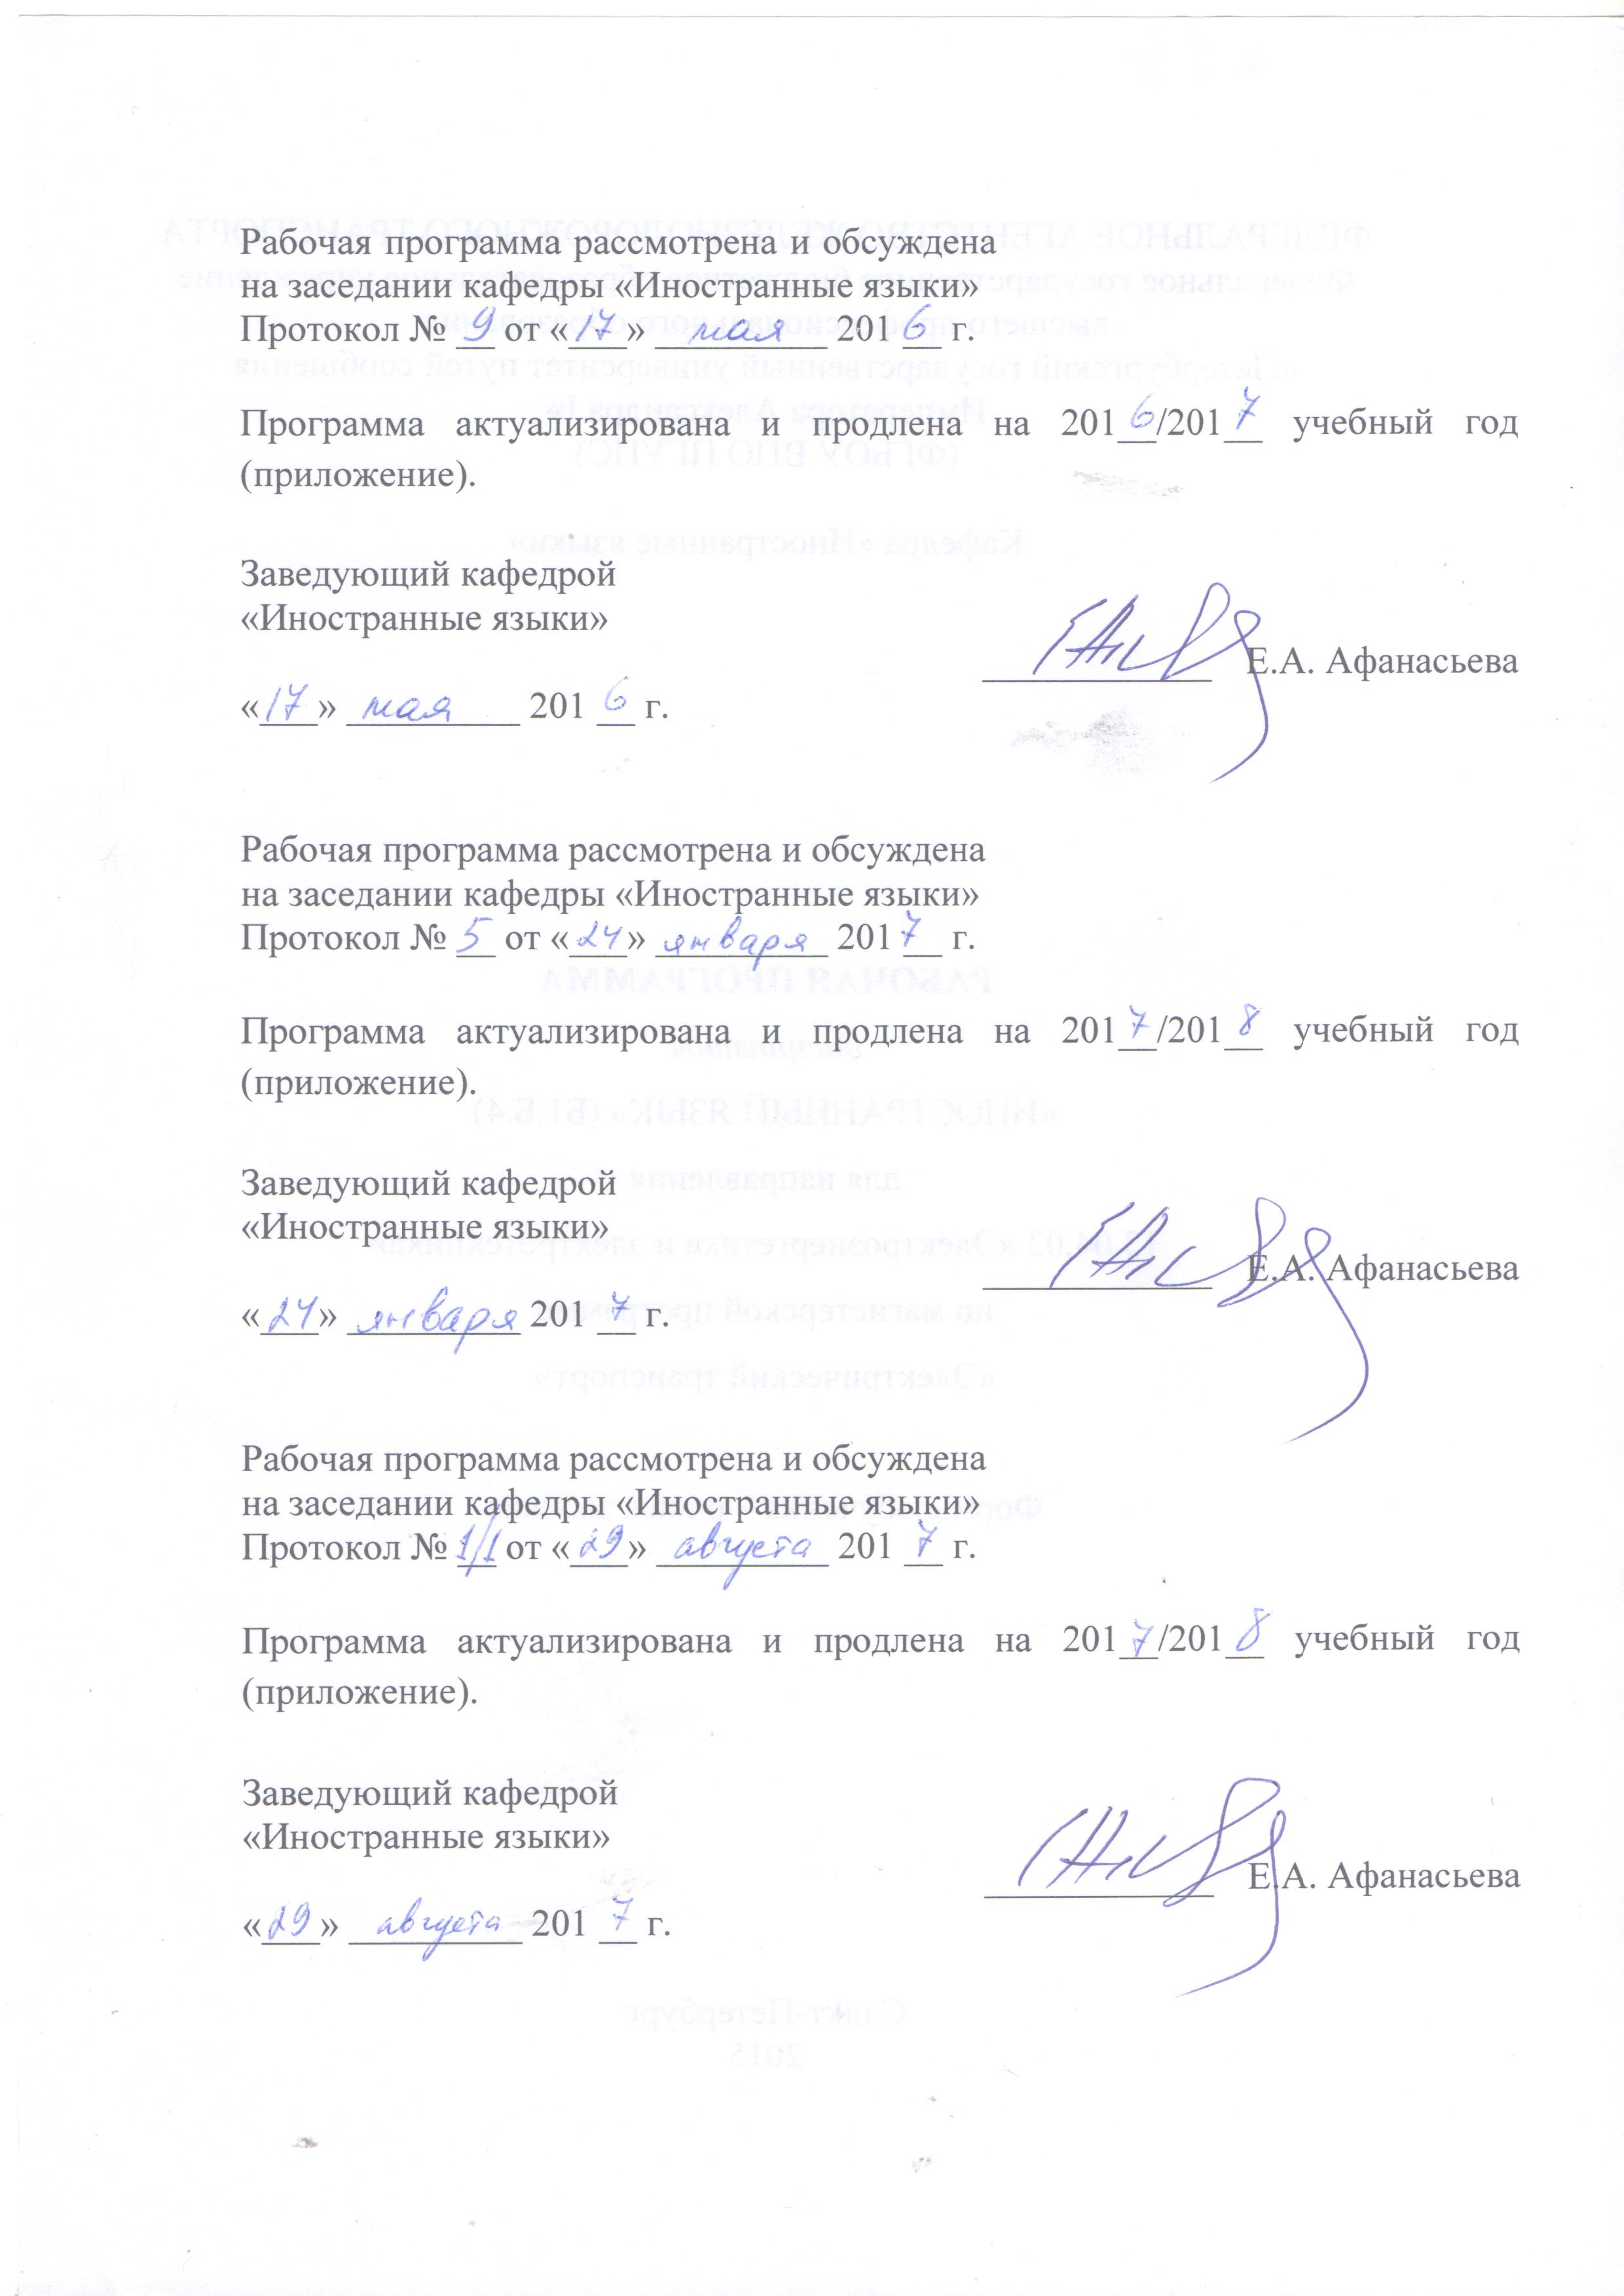 Рабочая программа рассмотрена и обсуждена
на заседании кафедры «Иностранные языки»
Протокол № 9 от «17» мая 2016 г.
Программа актуализирована и продлена на 2016/2017 учебный год
(приложение).
Заведующий кафедрой
«Иностранные языки»
Е.А. Афанасьева
«17» мая 2016 г.
Рабочая программа рассмотрена и обсуждена
на заседании кафедры «Иностранные языки»
Протокол № 5 от «24» января 2017 г.
Программа актуализирована и продлена на 2017/2018 учебный год
(приложение).
Заведующий кафедрой
«Иностранные языки»
Е.А. Афанасьева
«24» января 2017 г.
Рабочая программа рассмотрена и обсуждена
на заседании кафедры «Иностранные языки»
Протокол № 1/1 от «29» августа 2017 г.
Программа актуализирована и продлена на 2017/2018 учебный год
(приложение).
Заведующий кафедрой
«Иностранные языки»
Е.А. Афанасьева
«29» августа 2017 г.